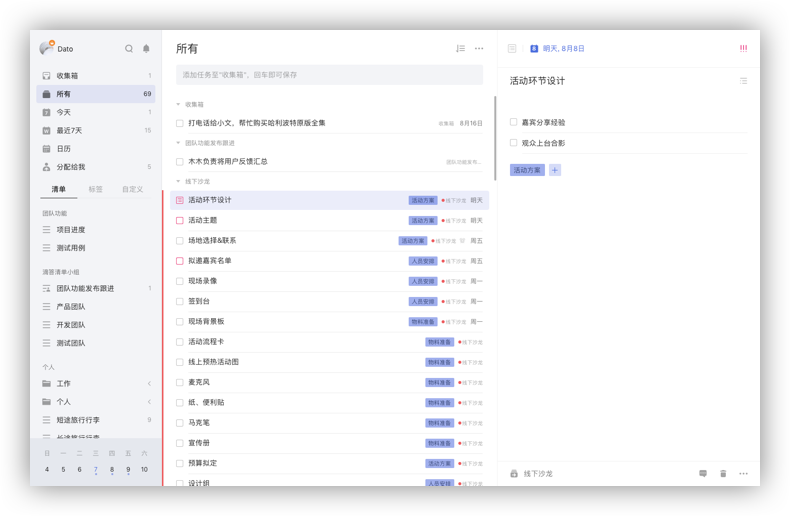 Dato
收集箱 1
所有 69
今天 1
最近7天 15
日历
分配给我 5
清单 标签 自定义
团队功能
项目进度
测试用例
滴答清单小组
团队功能发布跟进 1
产品团队
开发团队
测试团队
个人
工作
个人
短途旅行行李 9
日 一 二 三 四 五 六
4 5 6 7 8 9 10
所有
添加任务至"收集箱"，回车即可保存
收集箱
打电话给小文，帮忙购买哈利波特原版全集 收集箱 8月16日
团队功能发布跟进
木木负责将用户反馈汇总 团队功能发布...
线下沙龙
活动环节设计 活动方案 线下沙龙 明天
活动主题 活动方案 线下沙龙 明天
场地选择&联系 活动方案 线下沙龙 周五
拟邀嘉宾名单 人员安排 线下沙龙 周五
现场录像 人员安排 线下沙龙 周一
签到台 人员安排 线下沙龙 周一
现场背景板 物料准备 线下沙龙 周一
活动流程卡 物料准备 线下沙龙
线上预热活动图 物料准备 线下沙龙
麦克风 物料准备 线下沙龙
纸、便利贴 物料准备 线下沙龙
马克笔 物料准备 线下沙龙
宣传册 物料准备 线下沙龙
预算拟定 活动方案 线下沙龙
设计组 人员安排 线下沙龙
8 明天, 8月8日 !!!
活动环节设计
嘉宾分享经验
观众上台合影
活动方案 +
线下沙龙